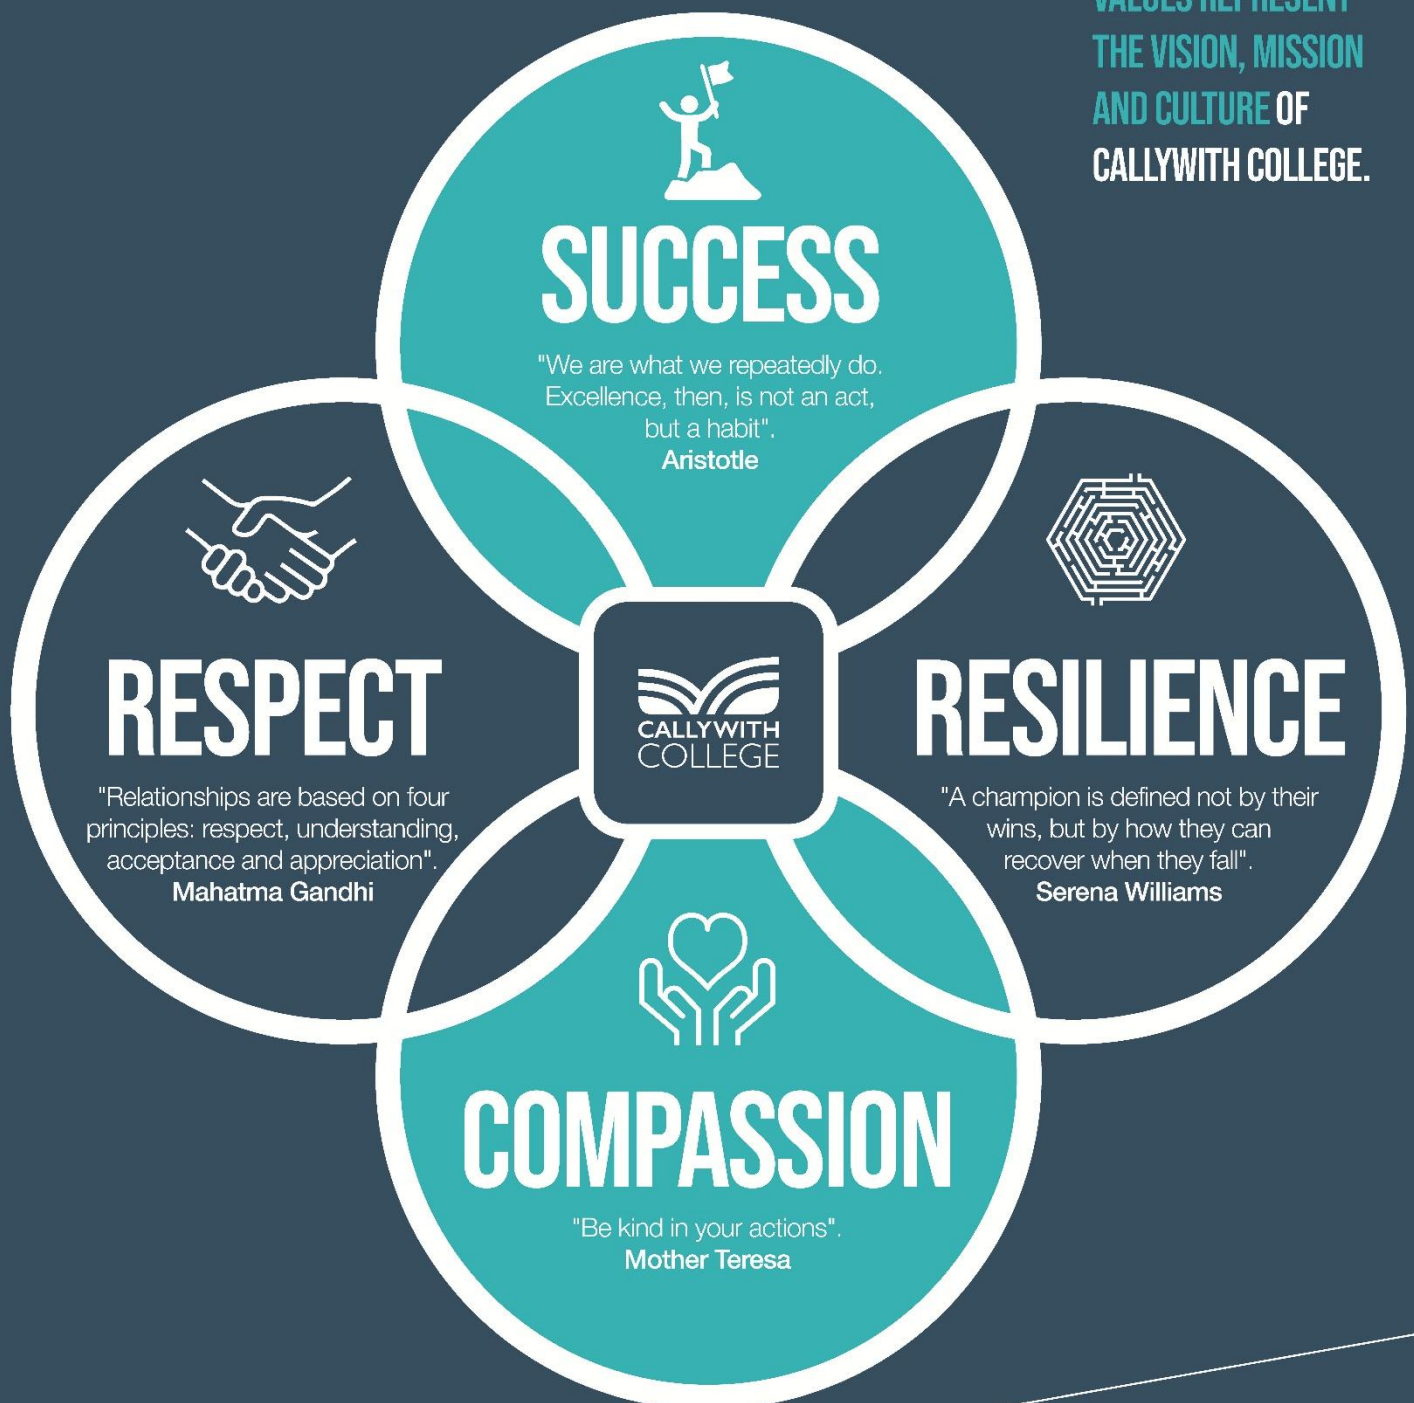 VALUES REPRESENT
THE VISION, MISSION
AND CULTURE OF
CALLYWITH COLLEGE.
SUCCESS
"We are what we repeatedly do.
Excellence, then, is not an act,
but a habit".
Aristotle
RESPECT
"Relationships are based on four
principles: respect, understanding,
acceptance and appreciation".
Mahatma Gandhi
CALLYWITH
COLLEGE
RESILIENCE
"A champion is defined not by their
wins, but by how they can
recover when they fall".
Serena Williams
COMPASSION
"Be kind in your actions".
Mother Teresa